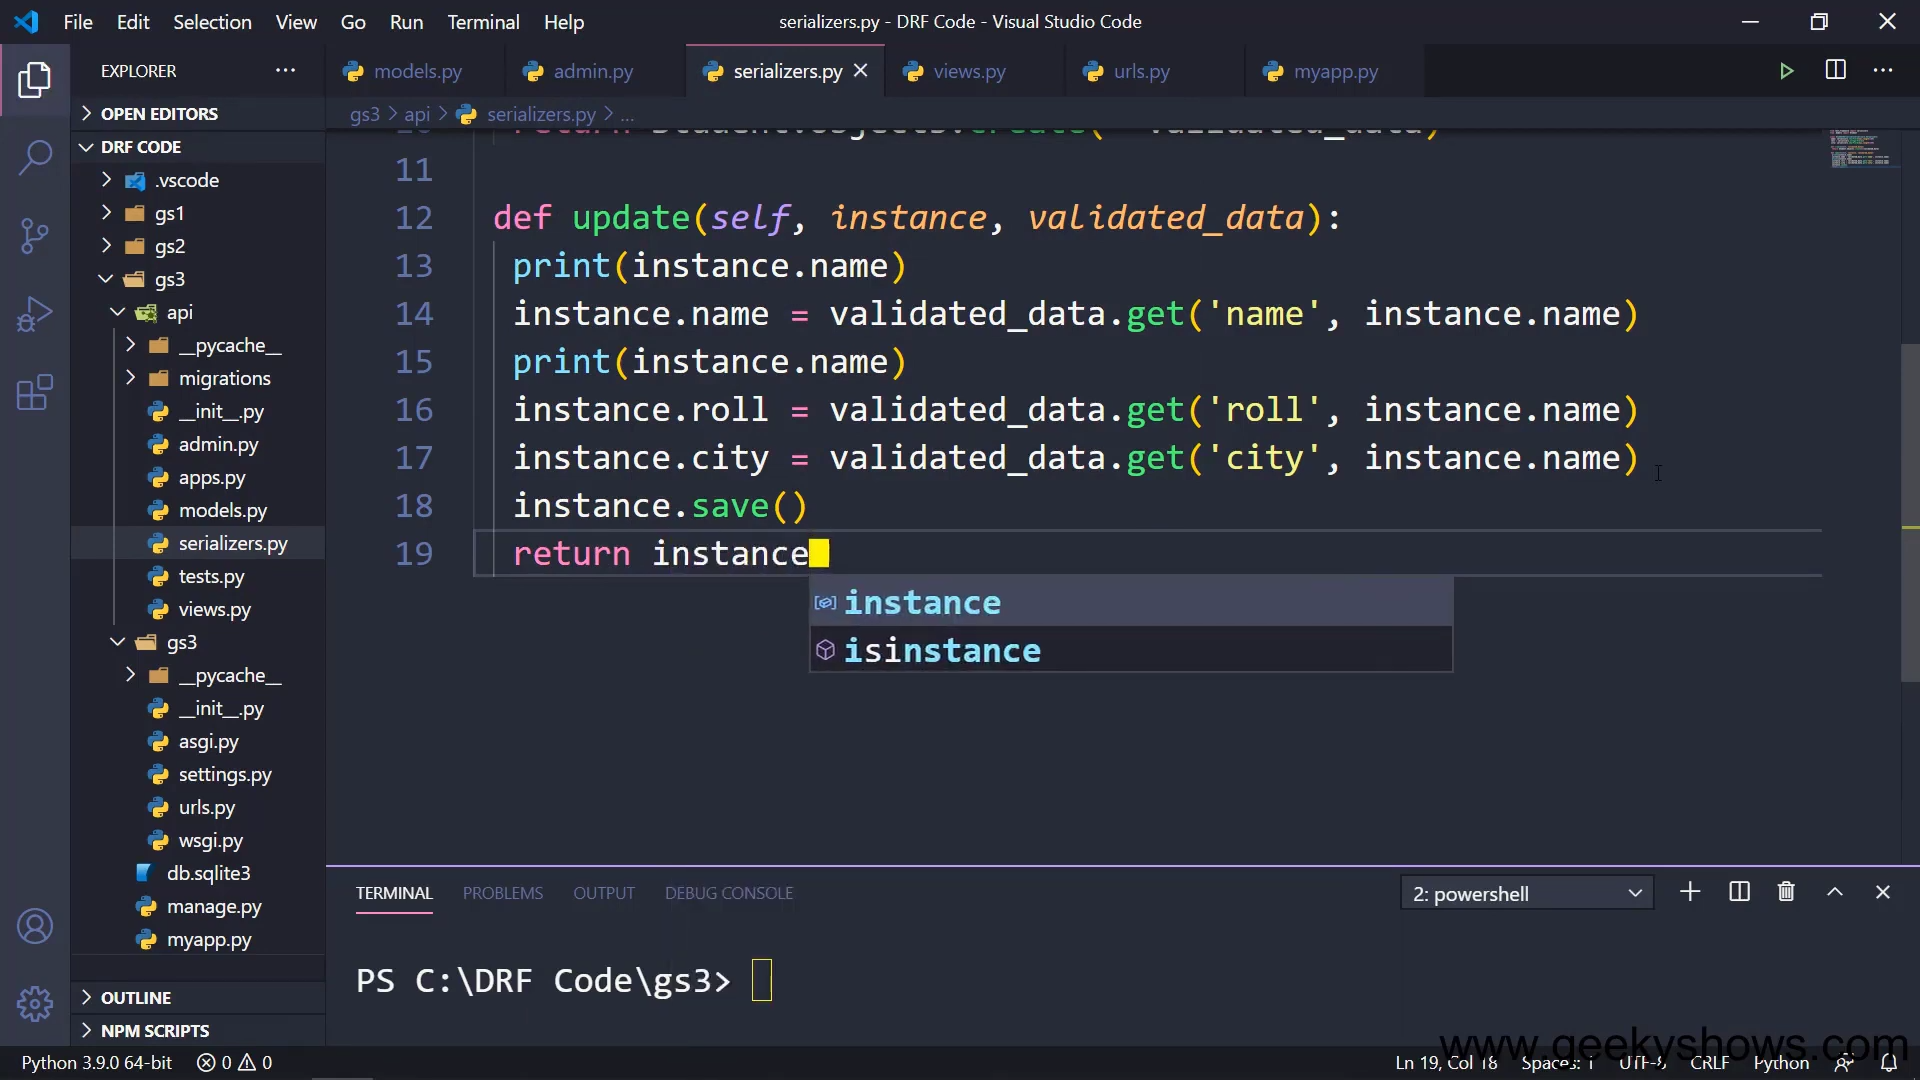 File Edit Selection View Go Run Terminal Help
serializers.py - DRF Code - Visual Studio Code
EXPLORER
models.py admin.py serializers.py views.py urls.py myapp.py
OPEN EDITORS
gs3 > api > serializers.py > ...
DRF CODE
.vscode
gs1
gs2
gs3
api
__pycache__
migrations
__init__.py
admin.py
apps.py
models.py
serializers.py
tests.py
views.py
gs3
__pycache__
__init__.py
asgi.py
settings.py
urls.py
wsgi.py
db.sqlite3
manage.py
myapp.py
OUTLINE
NPM SCRIPTS
10 return Student.objects.create(**validated_data)
11
12 def update(self, instance, validated_data):
13 print(instance.name)
14 instance.name = validated_data.get('name', instance.name)
15 print(instance.name)
16 instance.roll = validated_data.get('roll', instance.name)
17 instance.city = validated_data.get('city', instance.name)
18 instance.save()
19 return instance
instance
isinstance
TERMINAL PROBLEMS OUTPUT DEBUG CONSOLE
2: powershell
PS C:\DRF Code\gs3>
www.geekyshows.com
Python 3.9.0 64-bit 0 0
Ln 19, Col 18 Spaces: 1 UTF-8 CRLF Python